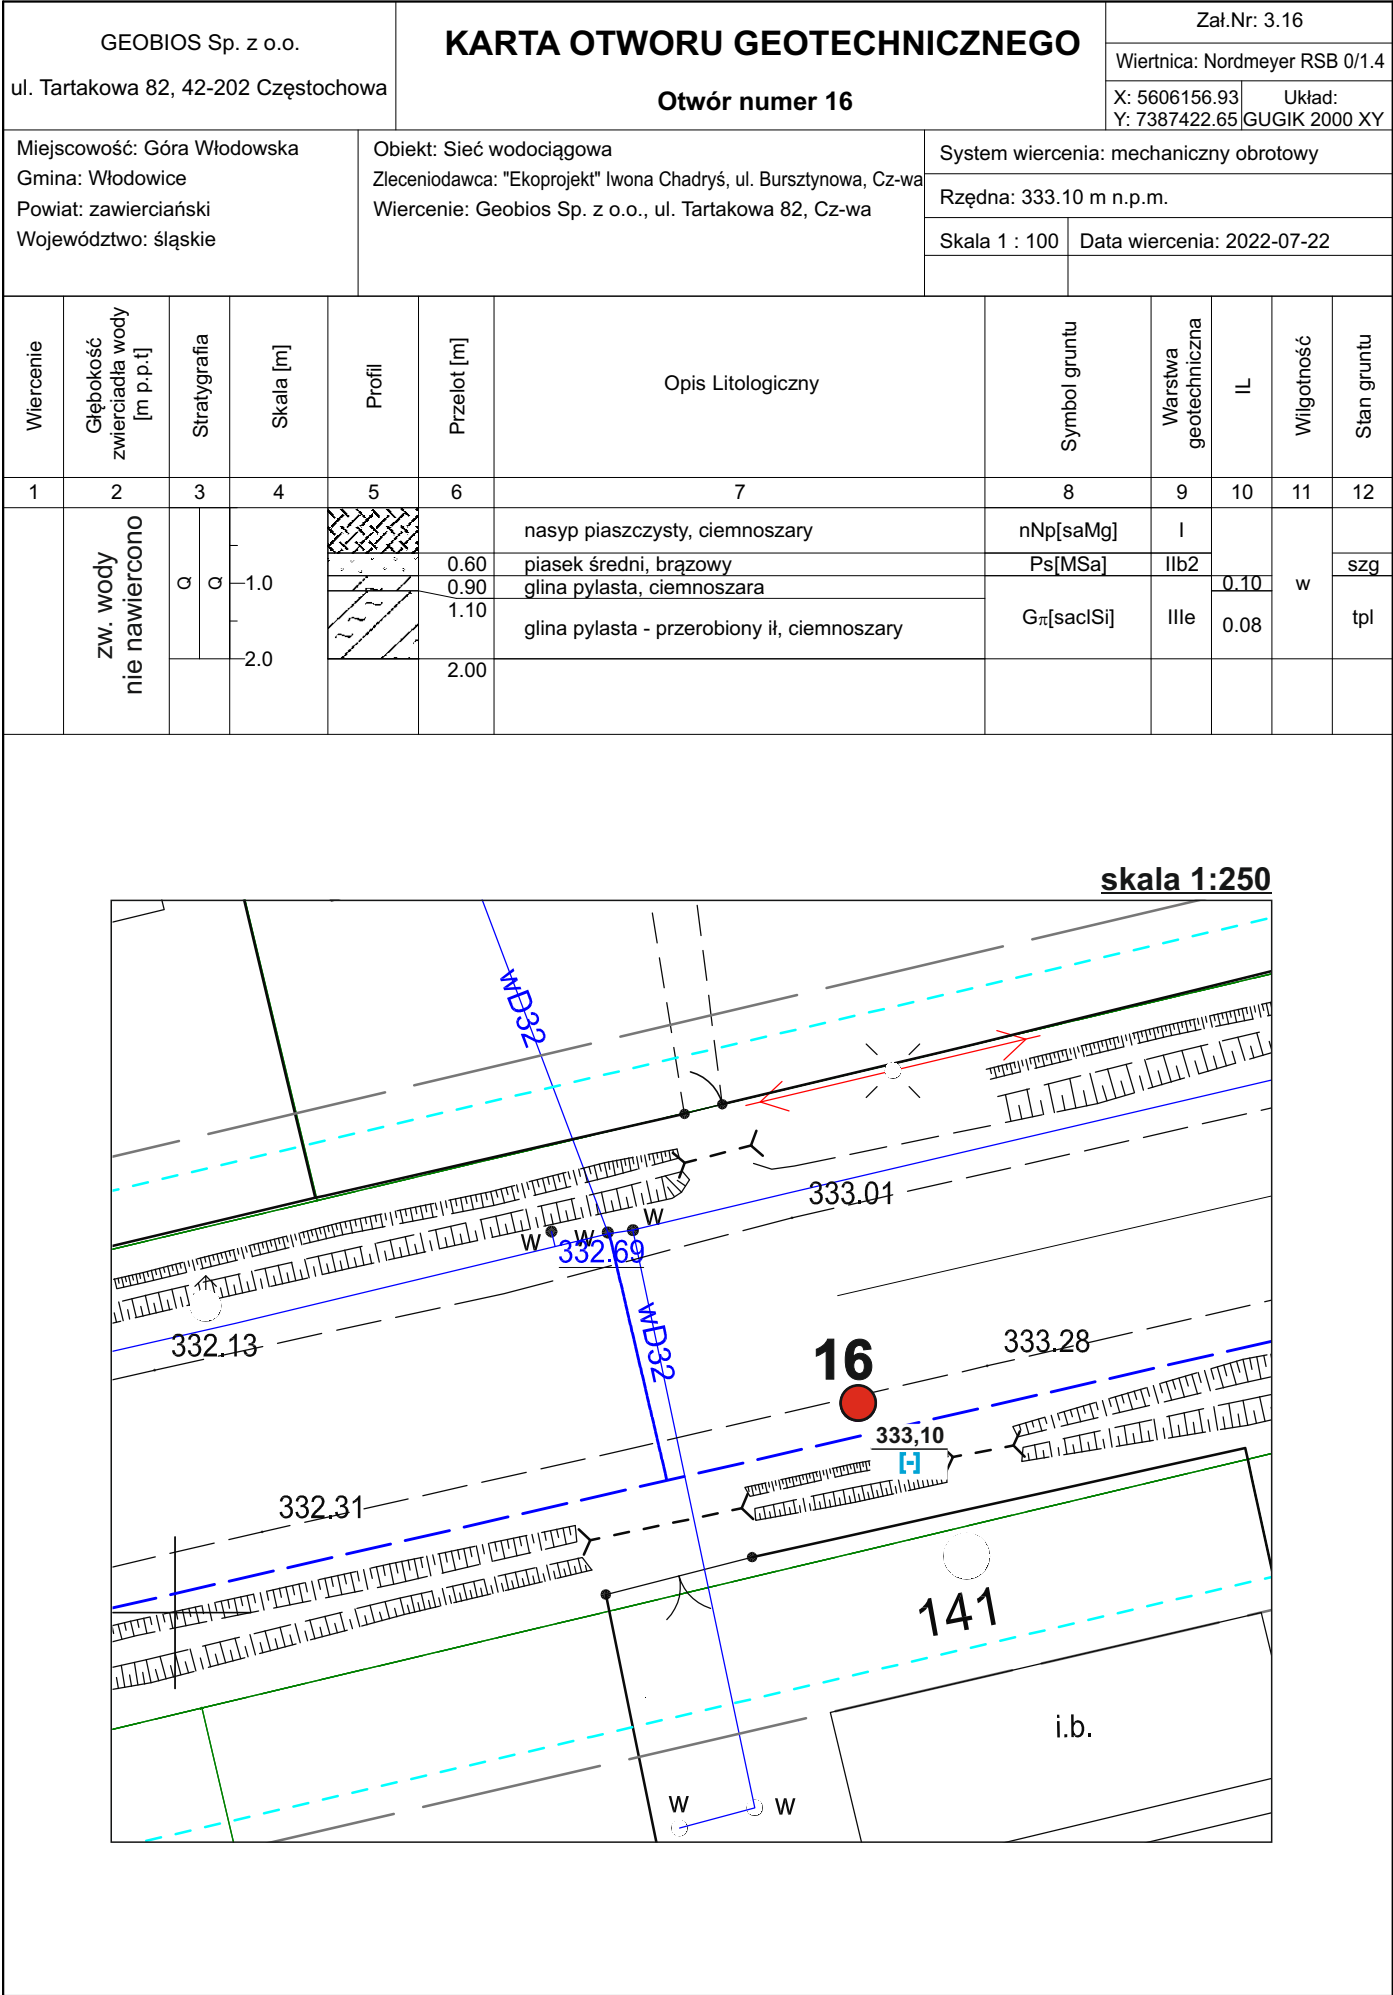 GEOBIOS Sp. z o.o.
ul. Tartakowa 82, 42-202 Częstochowa
KARTA OTWORU GEOTECHNICZNEGO
Otwór numer 16
Zał.Nr: 3.16
Wiertnica: Nordmeyer RSB 0/1.4
X: 5606156.93
Y: 7387422.65
Układ:
GUGIK 2000 XY
Miejscowość: Góra Włodowska
Gmina: Włodowice
Powiat: zawierciański
Województwo: śląskie
Obiekt: Sieć wodociągowa
Zleceniodawca: "Ekoprojekt" Iwona Chadryś, ul. Bursztynowa, Cz-wa
Wiercenie: Geobios Sp. z o.o., ul. Tartakowa 82, Cz-wa
System wiercenia: mechaniczny obrotowy
Rzędna: 333.10 m n.p.m.
Skala 1 : 100
Data wiercenia: 2022-07-22
Wiercenie
Głębokość
zwierciadła wody
[m p.p.t]
Stratygrafia
Skala [m]
Profil
Przelot [m]
Opis Litologiczny
Symbol gruntu
Warstwa
geotechniczna
IL
Wilgotność
Stan gruntu
1 2 3 4 5 6 7 8 9 10 11 12
zw. wody
nie nawiercono
Q
Q
1.0
2.0
nasyp piaszczysty, ciemnoszary
nNp[saMg]
I
0.60
piasek średni, brązowy
Ps[MSa]
IIb2
szg
0.90
glina pylasta, ciemnoszara
0.10
w
1.10
glina pylasta - przerobiony ił, ciemnoszary
Gπ[saclSi]
IIIe
0.08
tpl
2.00
skala 1:250
wD32
333.01
w
w
w
332.69
332.13
wD32
16
333.28
333,10
[-]
332.31
141
i.b.
w
w